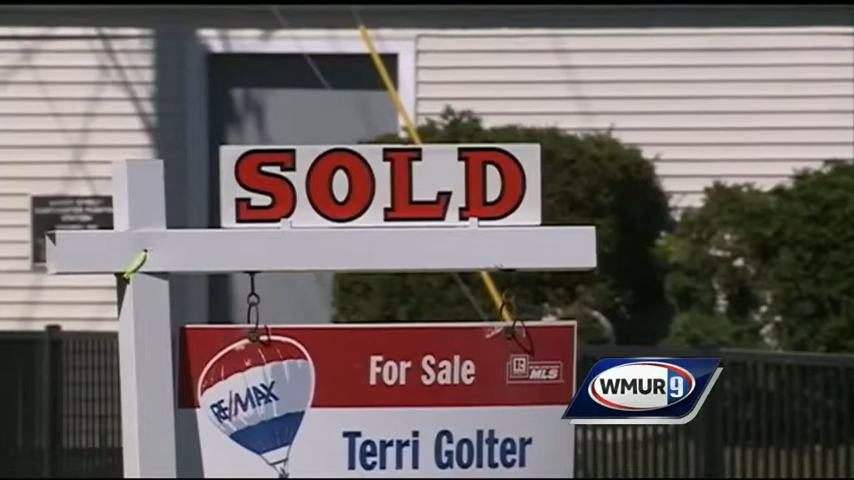 SOLD
For Sale
R MLS
RE/MAX
WMUR 9
Terri Golter